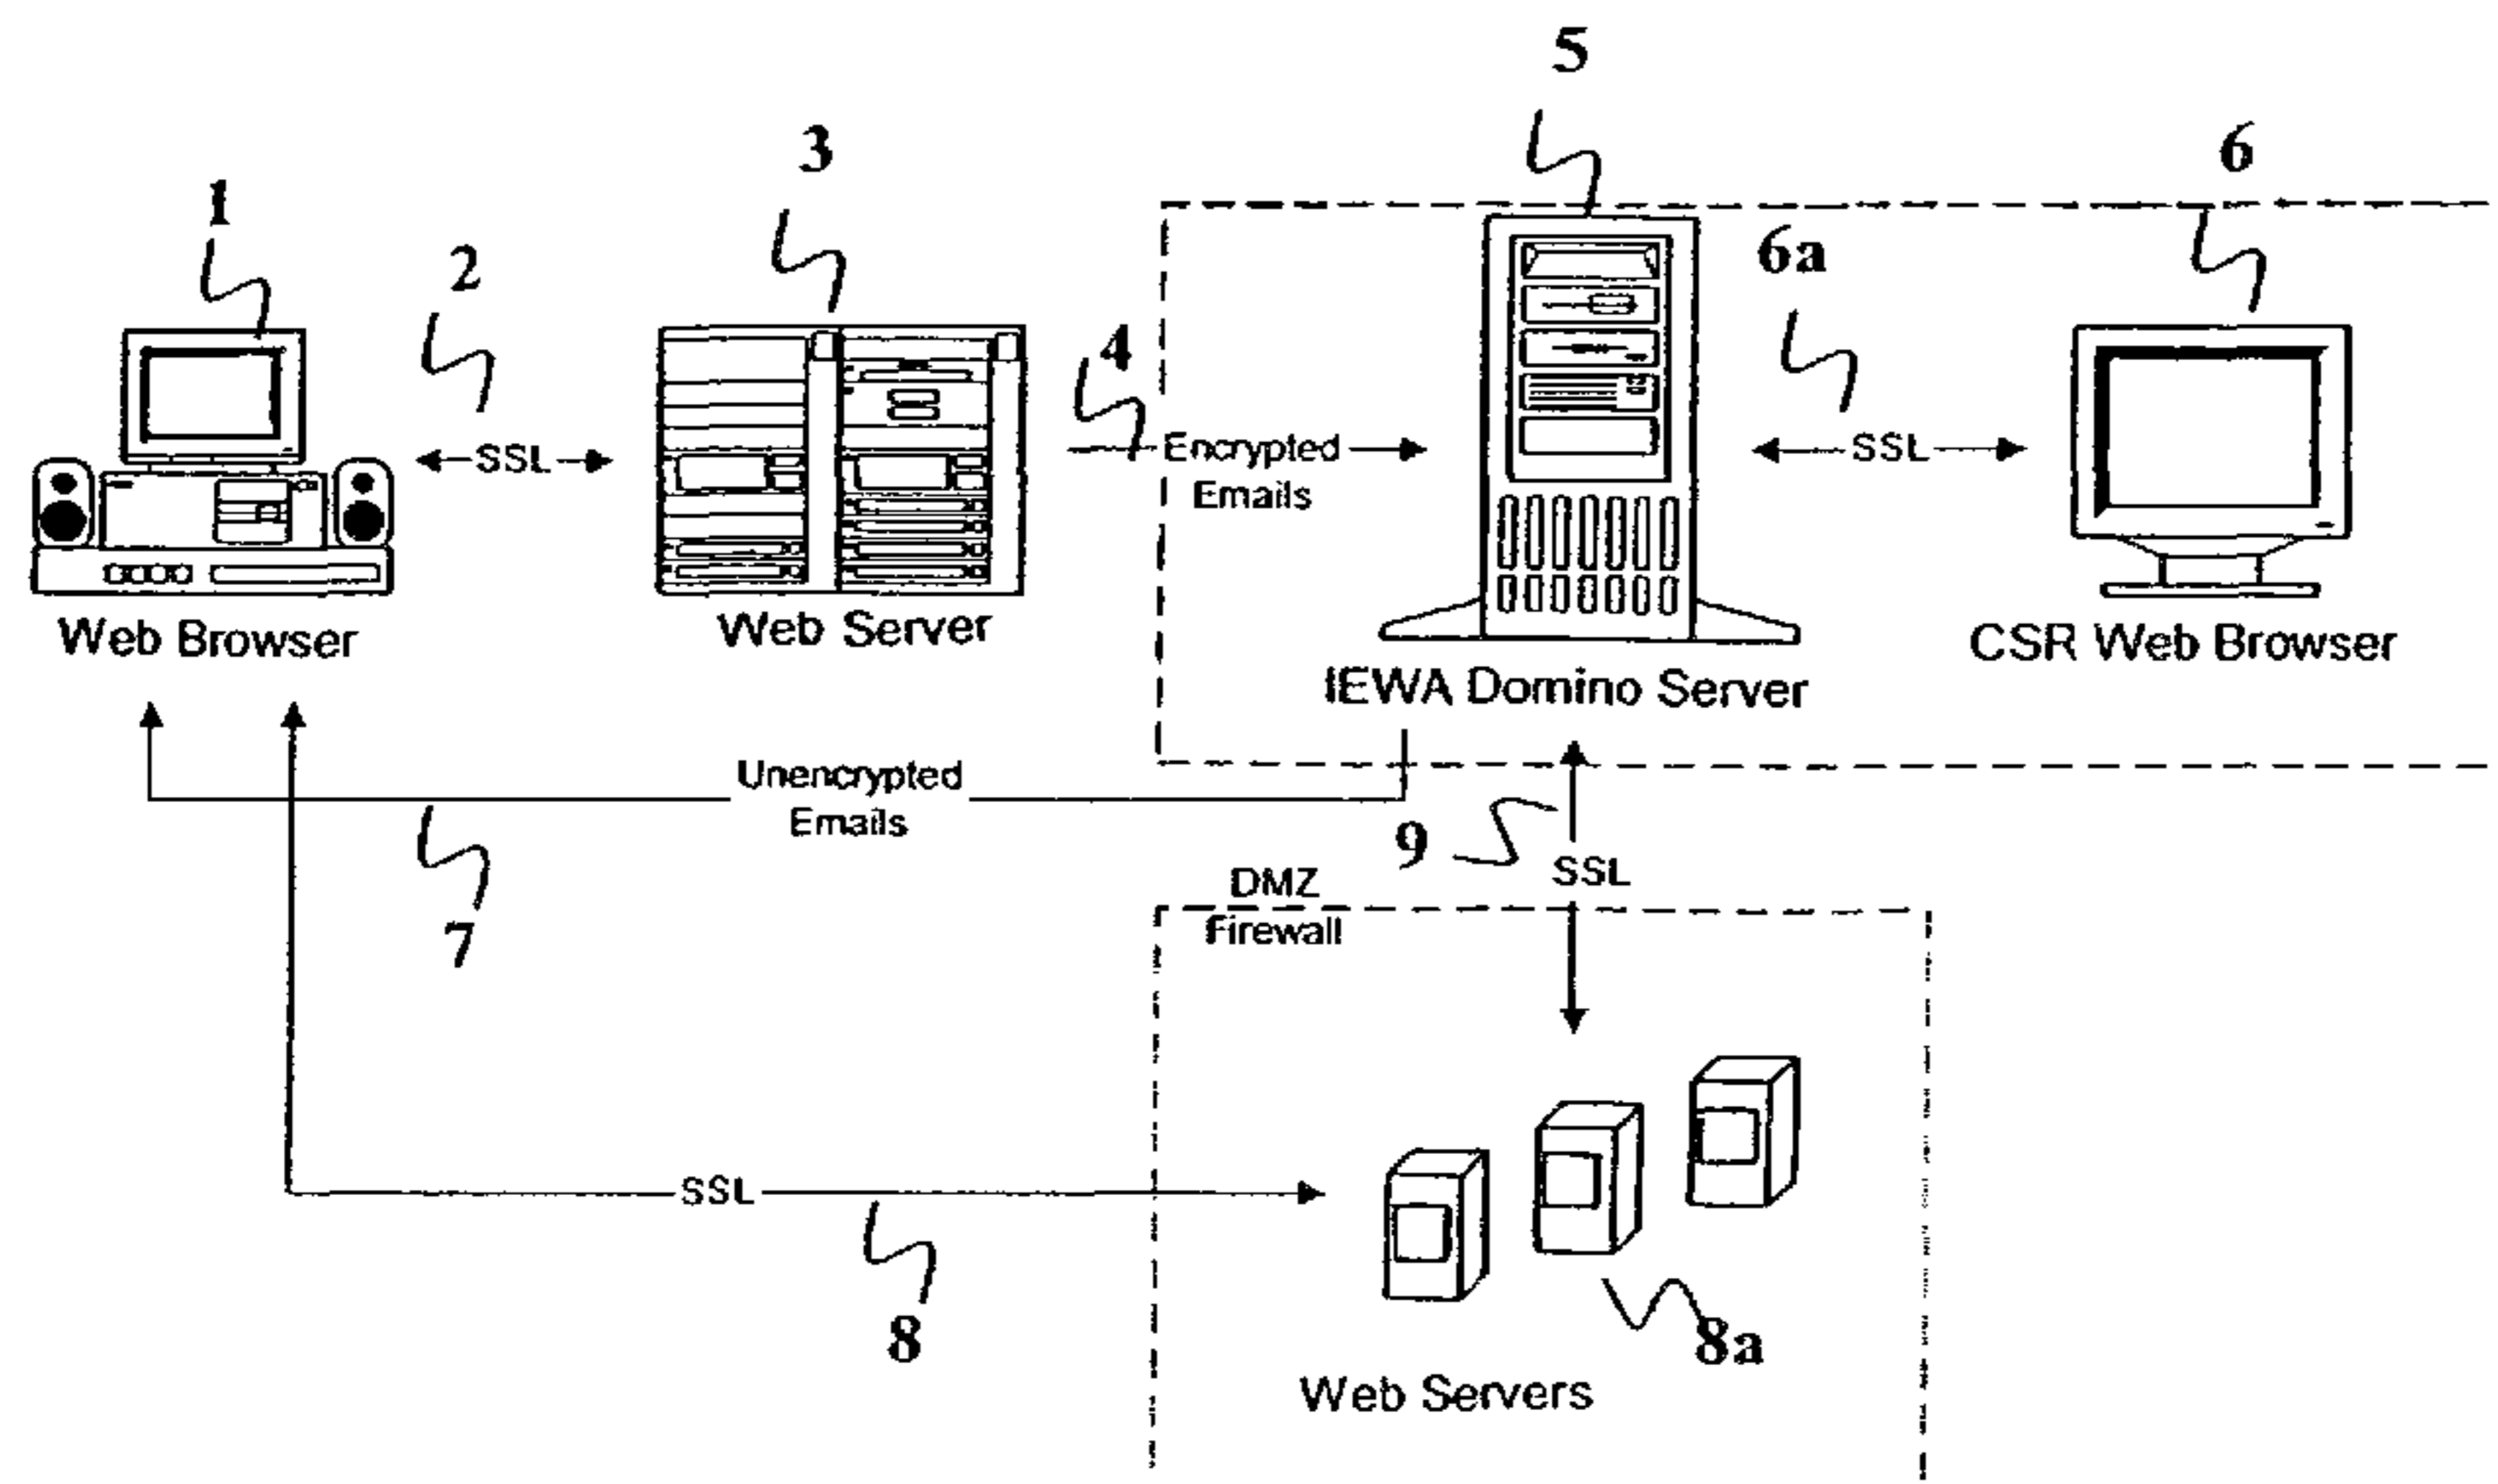 5
3
6
1
6a
2
4
SSL
Encrypted
Emails
SSL
Web Browser
Web Server
IEWA Domino Server
CSR Web Browser
Unencrypted
Emails
9
SSL
DMZ
Firewall
7
SSL
8
8a
Web Servers